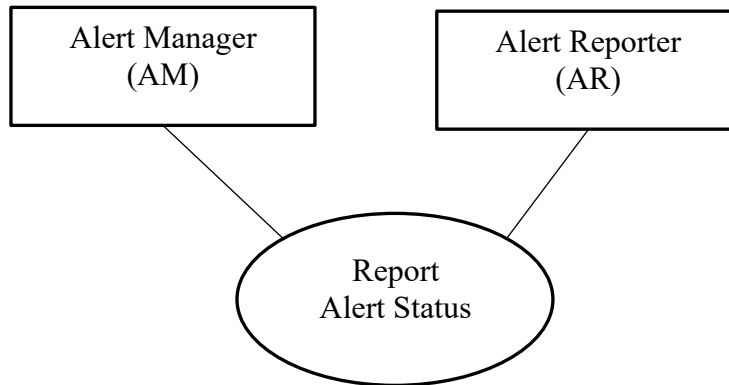 Alert Manager
(AM)
Alert Reporter
(AR)
Report
Alert Status